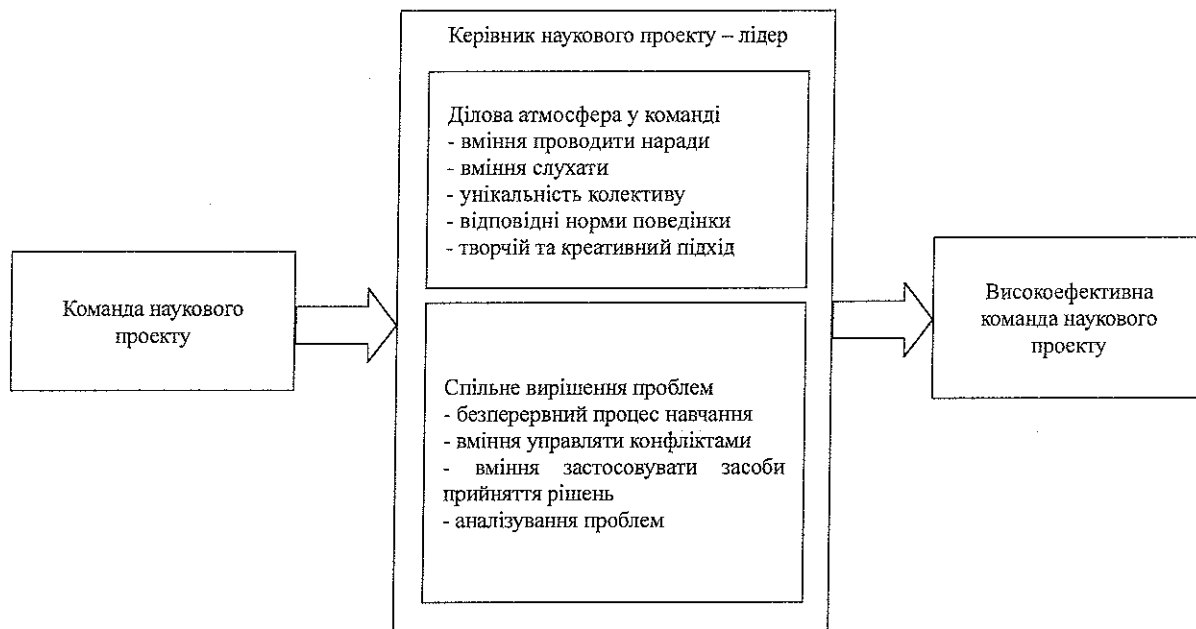 Керівник наукового проекту – лідер
Ділова атмосфера у команді
- вміння проводити наради
- вміння слухати
- унікальність колективу
- відповідні норми поведінки
- творчій та креативний підхід
Команда наукового
проекту
Спільне вирішення проблем
- безперервний процес навчання
- вміння управляти конфліктами
- вміння застосовувати засоби
прийняття рішень
- аналізування проблем
Високоефективна
команда наукового
проекту